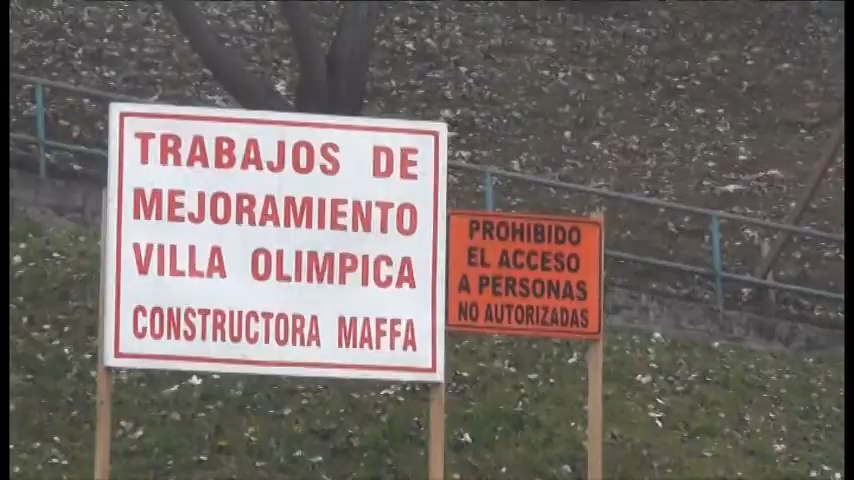 TRABAJOS DE
MEJORAMIENTO
VILLA OLIMPICA
CONSTRUCTORA MAFFA
PROHIBIDO
EL ACCESO
A PERSONAS
NO AUTORIZADAS